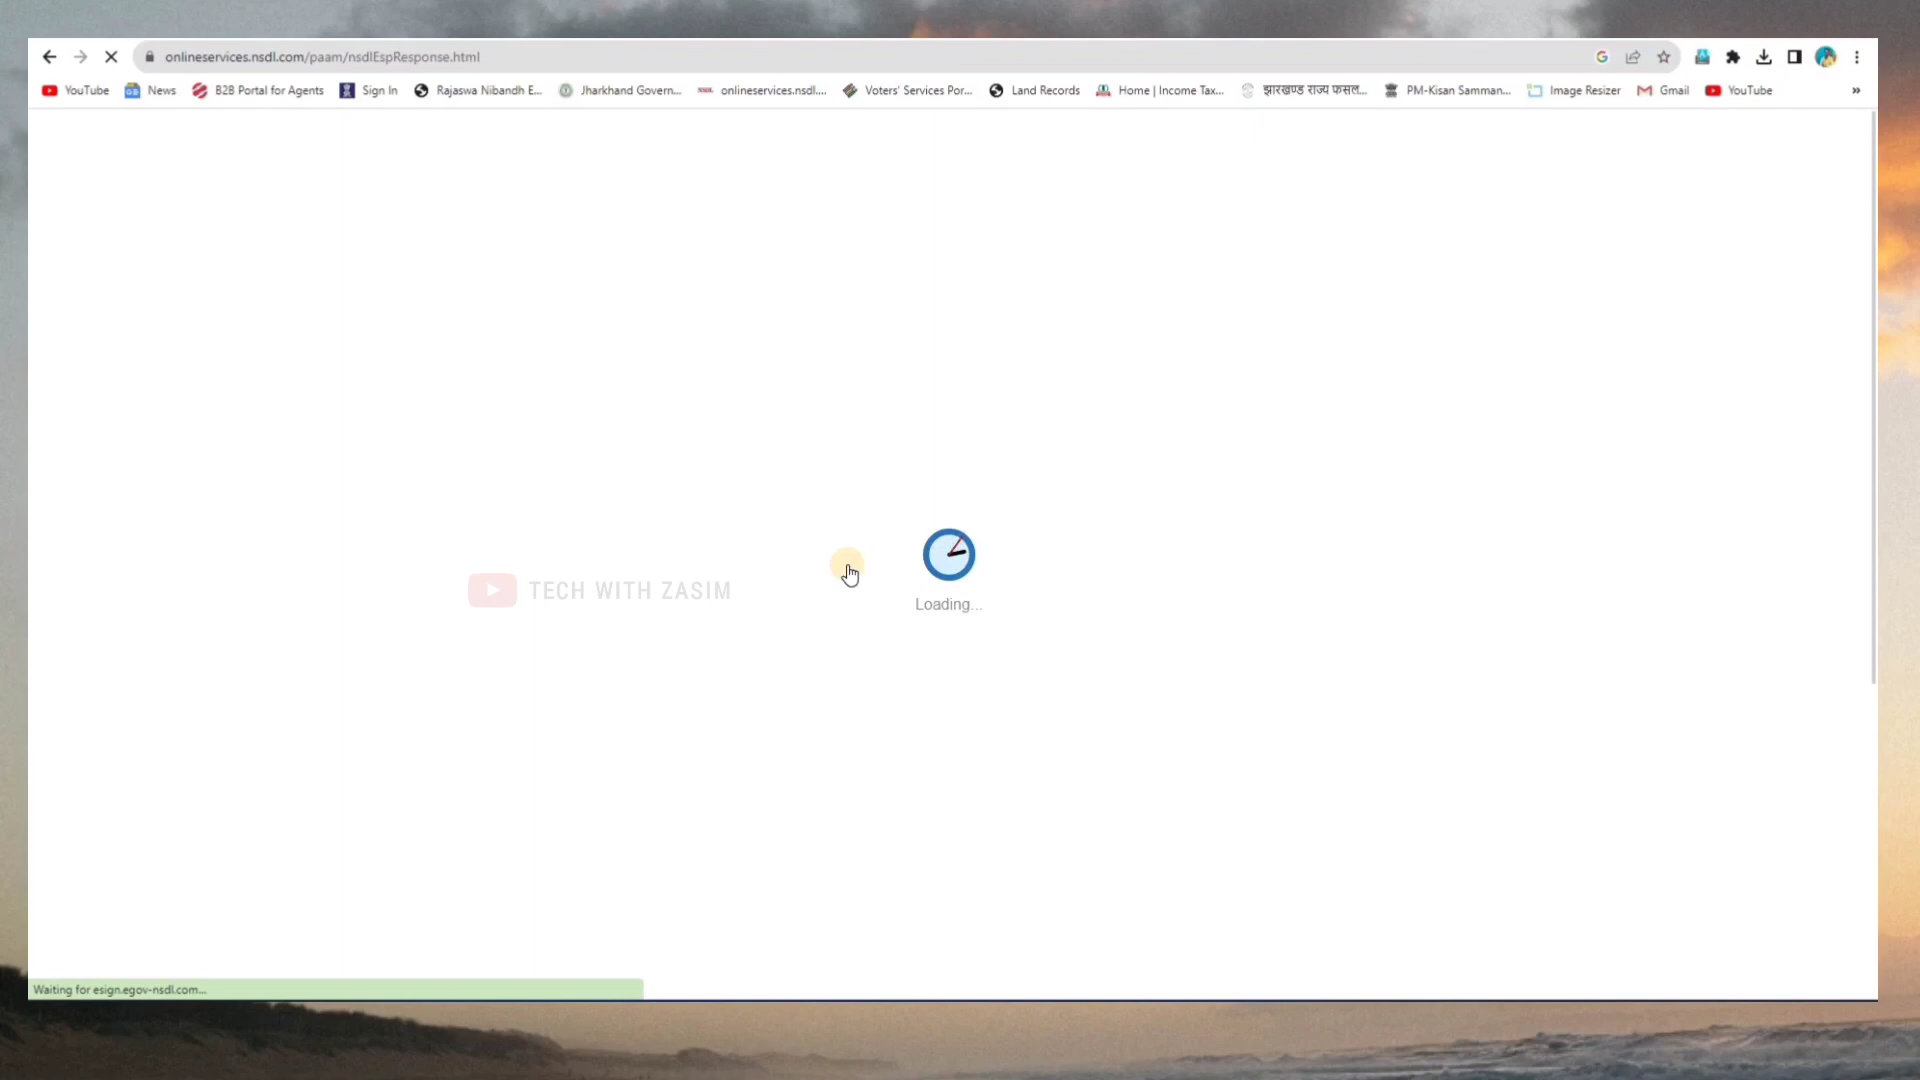 onlineservices.nsdl.com/paam/nsdlEspResponse.html
YouTube News B2B Portal for Agents Sign In Rajaswa Nibandh E... Jharkhand Govern... onlineservices.nsdl.... Voters' Services Por... Land Records Home | Income Tax... झारखण्ड राज्य फसल... PM-Kisan Samman... Image Resizer Gmail YouTube »
TECH WITH ZASIM
Loading...
Waiting for esign.egov-nsdl.com...